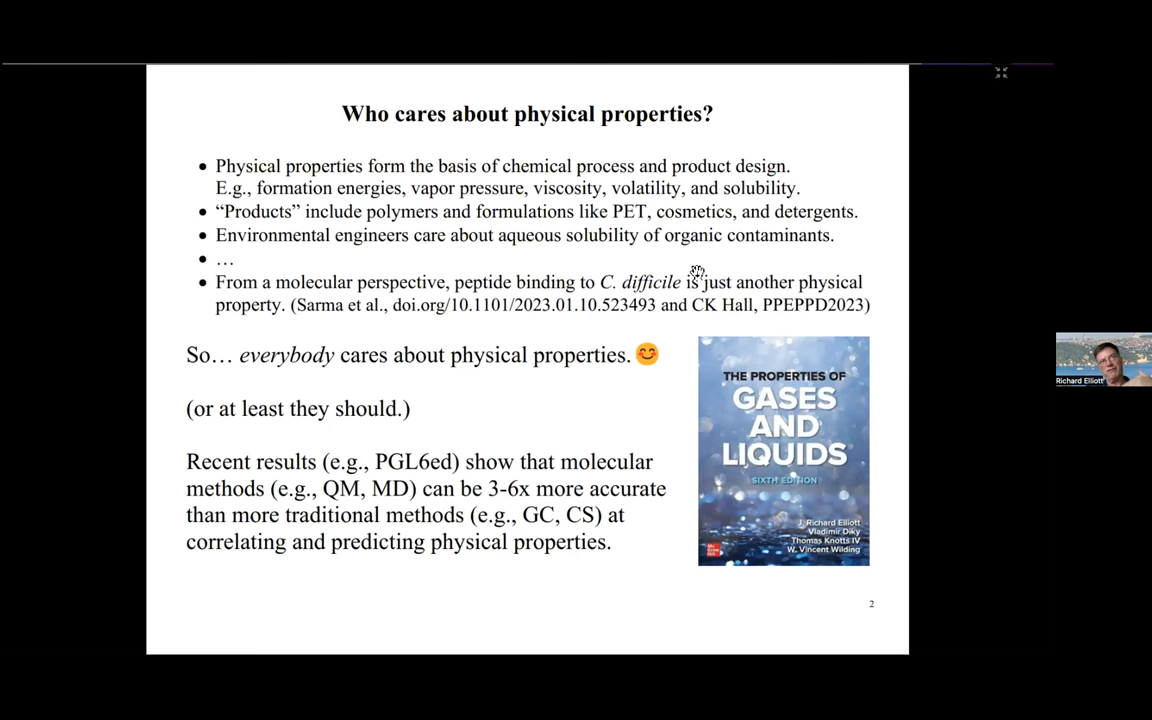 Who cares about physical properties?
• Physical properties form the basis of chemical process and product design.
E.g., formation energies, vapor pressure, viscosity, volatility, and solubility.
• “Products” include polymers and formulations like PET, cosmetics, and detergents.
• Environmental engineers care about aqueous solubility of organic contaminants.
• …
• From a molecular perspective, peptide binding to C. difficile is just another physical
property. (Sarma et al., doi.org/10.1101/2023.01.10.523493 and CK Hall, PPEPPD2023)
So… everybody cares about physical properties.😊
(or at least they should.)
Recent results (e.g., PGL6ed) show that molecular
methods (e.g., QM, MD) can be 3-6x more accurate
than more traditional methods (e.g., GC, CS) at
correlating and predicting physical properties.
THE PROPERTIES OF
GASES
AND
LIQUIDS
SIXTH EDITION
J. Richard Elliott
Vladimir Diky
Thomas Knotts IV
W. Vincent Wilding
2
Richard Elliott